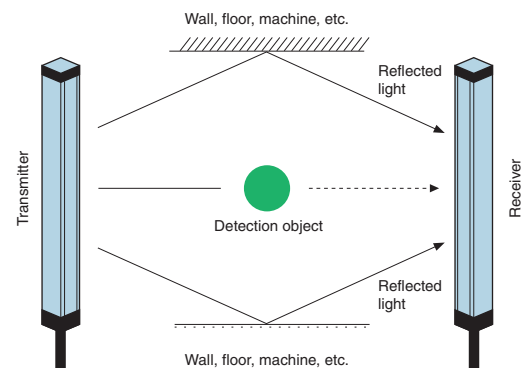 Wall, floor, machine, etc.
Reflected
light
Transmitter
Receiver
Detection object
Reflected
light
Wall, floor, machine, etc.